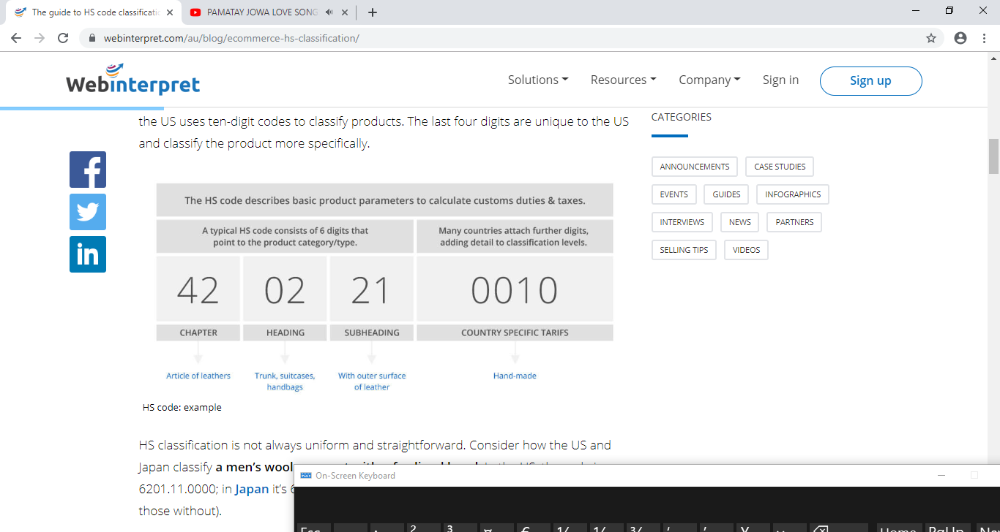 The guide to HS code classificati
PAMATAY JOWA LOVE SONG
webinterpret.com/au/blog/ecommerce-hs-classification/
Webinterpret
Solutions
Resources
Company
Sign in
Sign up
the US uses ten-digit codes to classify products. The last four digits are unique to the US
and classify the product more specifically.
CATEGORIES
ANNOUNCEMENTS
CASE STUDIES
EVENTS
GUIDES
INFOGRAPHICS
INTERVIEWS
NEWS
PARTNERS
SELLING TIPS
VIDEOS
The HS code describes basic product parameters to calculate customs duties & taxes.
A typical HS code consists of 6 digits that
point to the product category/type.
Many countries attach further digits,
adding detail to classification levels.
42
02
21
0010
CHAPTER
HEADING
SUBHEADING
COUNTRY SPECIFIC TARIFS
Article of leathers
Trunk, suitcases,
handbags
With outer surface
of leather
Hand-made
HS code: example
HS classification is not always uniform and straightforward. Consider how the US and
Japan classify a men's wool
6201.11.0000; in Japan it's 6
those without).
On-Screen Keyboard
Esc
2
3
€
Home
PgUp